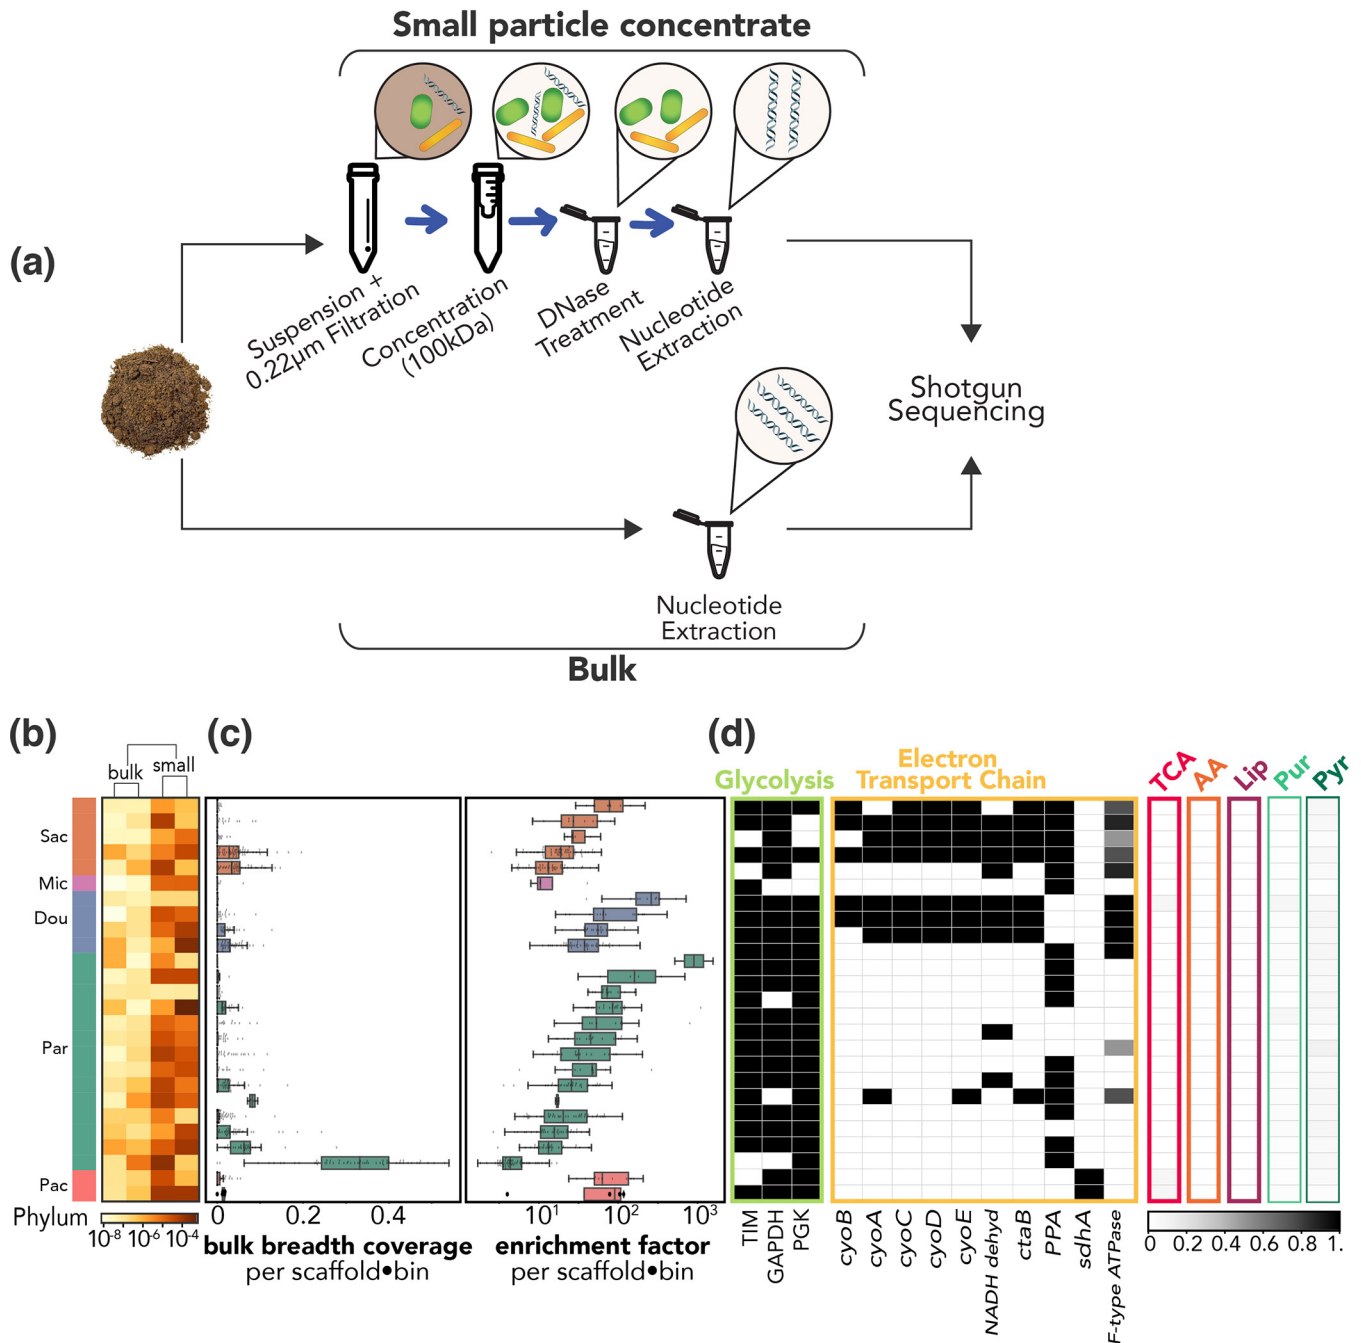 Small particle concentrate
(a)
Suspension +
0.22µm Filtration
Concentration
(100kDa)
DNase
Treatment
Nucleotide
Extraction
Shotgun
Sequencing
Nucleotide
Extraction
Bulk
(b)
(c)
(d)
bulk
small
Glycolysis
Electron
Transport Chain
TCA
AA
Lip
Pur
Pyr
Sac
Mic
Dou
Par
Pac
Phylum
10-8 10-6 10-4
0 0.2 0.4
bulk breadth coverage
per scaffold•bin
10¹ 10² 10³
enrichment factor
per scaffold•bin
TIM
GAPDH
PGK
cyoB
cyoA
cyoC
cyoD
cyoE
NADH dehyd
ctaB
PPA
sdhA
F-type ATPase
0 0.2 0.4 0.6 0.8 1.